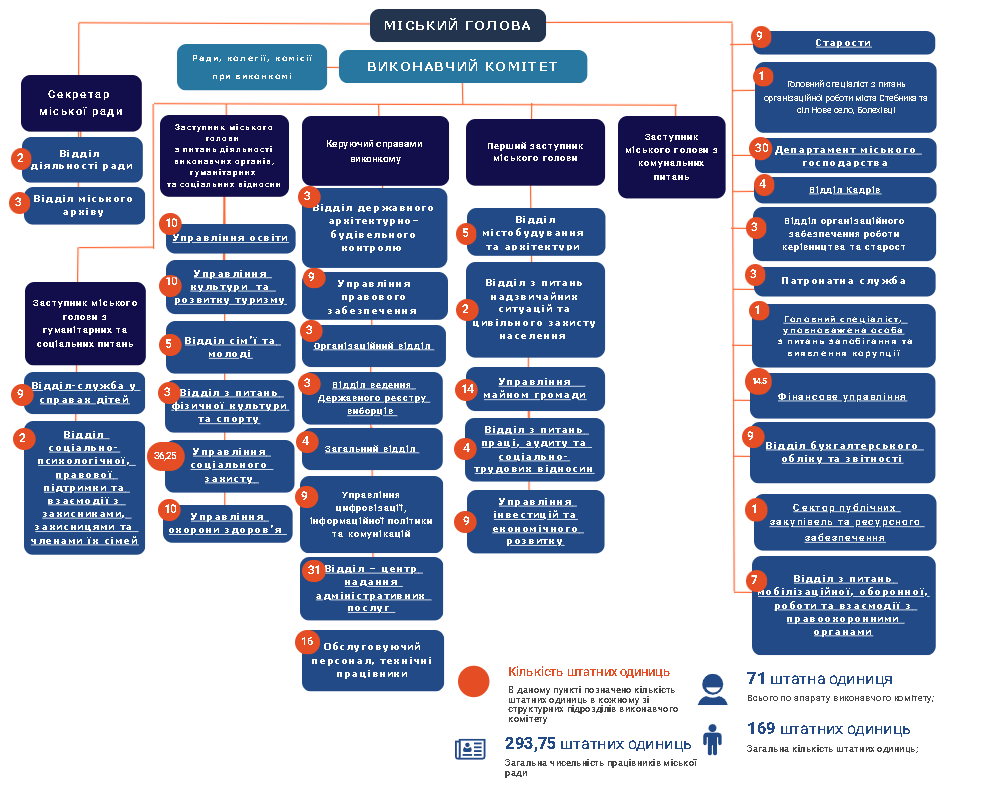 МІСЬКИЙ ГОЛОВА
Ради, колегії, комісії
при виконкомі
ВИКОНАВЧИЙ КОМІТЕТ
Секретар
міської ради
2
Відділ
діяльності ради
3
Відділ міського
архіву
Заступник міського
голови з
гуманітарних та
соціальних питань
9
Відділ-служба у
справах дітей
2
Відділ
соціально-
психологічної,
правової
підтримки та
взаємодії з
захисниками,
захисницями та
членами їх сімей
Заступник міського
голови
з питань діяльності
виконавчих органів,
гуманітарних
та соціальних відносин
10
Управління освіти
10
Управління
культури та
розвитку туризму
5
Відділ сім'ї та
молоді
3
Відділ з питань
фізичної культури
та спорту
36,25
Управління
соціального
захисту
10
Управління
охорони здоров'я
Керуючий справами
виконкому
3
Відділ державного
архітектурно-
будівельного
контролю
9
Управління
правового
забезпечення
3
Організаційний відділ
3
Відділ ведення
Державного реєстру
виборців
4
Загальний відділ
9
Управління
цифровізації,
інформаційної політики
та комунікацій
31
Відділ – центр
надання
адміністративних
послуг
16
Обслуговуючий
персонал, технічні
працівники
Перший заступник
міського голови
5
Відділ
містобудування
та архітектури
2
Відділ з питань
надзвичайних
ситуацій та
цивільного захисту
населення
14
Управління
майном громади
4
Відділ з питань
праці, аудиту та
соціально-
трудових відносин
9
Управління
інвестицій та
економічного
розвитку
Заступник
міського голови з
комунальних
питань
9
Старости
1
Головний спеціаліст з питань
організаційної роботи міста Стебника та
сіл Нове село, Болехівці
30
Департамент міського
господарства
4
Відділ кадрів
3
Відділ організаційного
забезпечення роботи
керівництва та старост
3
Патронатна служба
1
Головний спеціаліст,
уповноважена особа
з питань запобігання та
виявлення корупції
14.5
Фінансове управління
9
Відділ бухгалтерського
обліку та звітності
1
Сектор публічних
закупівель та ресурсного
забезпечення
7
Відділ з питань
мобілізаційної, оборонної,
роботи та взаємодії з
правоохоронними
органами
Кількість штатних одиниць
В даному пункті позначено кількість
штатних одиниць в кожному зі
структурних підрозділів виконавчого
комітету
293,75 штатних одиниць
Загальна чисельність працівників міської
ради
71 штатна одиниця
Всього по апарату виконавчого комітету;
169 штатних одиниць
Загальна кількість штатних одиниць;